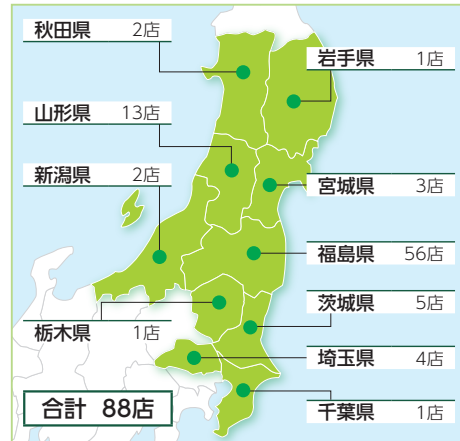 秋田県 2店
岩手県 1店
山形県 13店
新潟県 2店
宮城県 3店
福島県 56店
茨城県 5店
栃木県 1店
埼玉県 4店
千葉県 1店
合計 88店